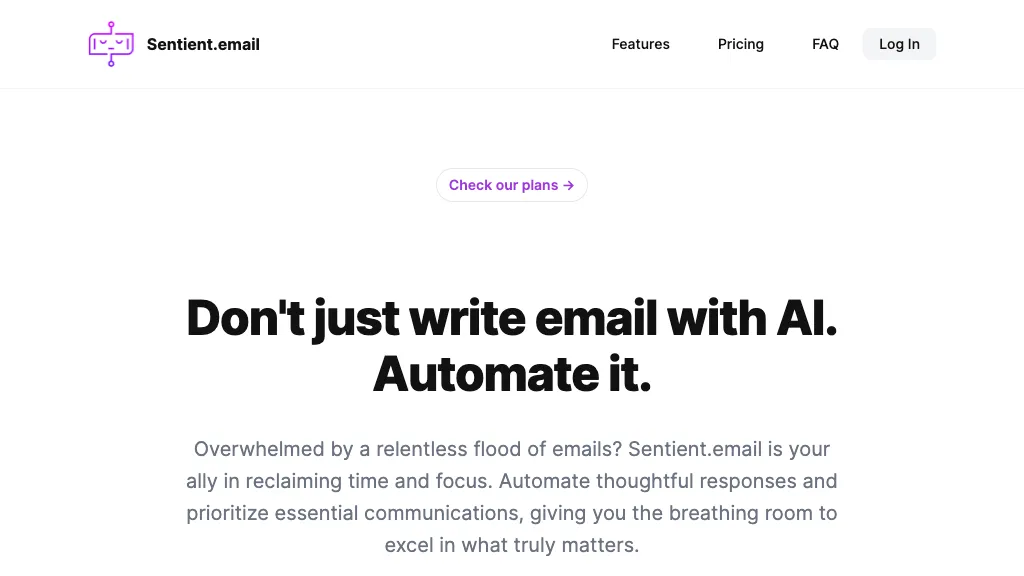 Sentient.email
Features
Pricing
FAQ
Log In
Check our plans →
Don't just write email with AI.
Automate it.
Overwhelmed by a relentless flood of emails? Sentient.email is your
ally in reclaiming time and focus. Automate thoughtful responses and
prioritize essential communications, giving you the breathing room to
excel in what truly matters.